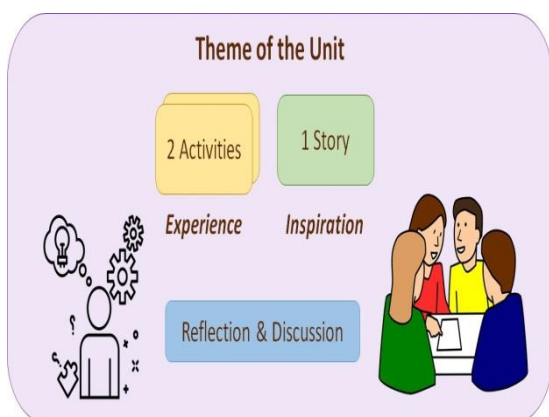 Theme of the Unit
2 Activities
1 Story
Experience
Inspiration
Reflection & Discussion